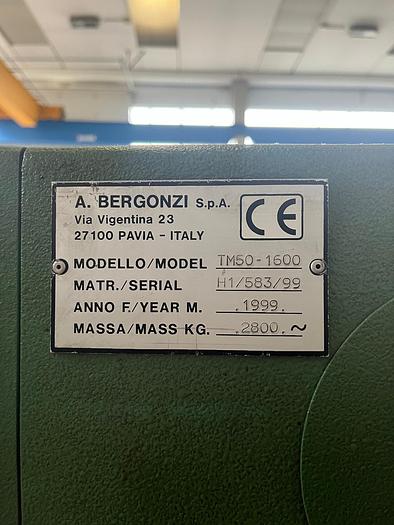 A. BERGONZI S.p.A.
Via Vigentina 23
27100 PAVIA - ITALY
CE
MODELLO/MODEL TM50-1600
MATR./SERIAL H1/583/99
ANNO F./YEAR M. .1999.
MASSA/MASS KG. .2800. ~